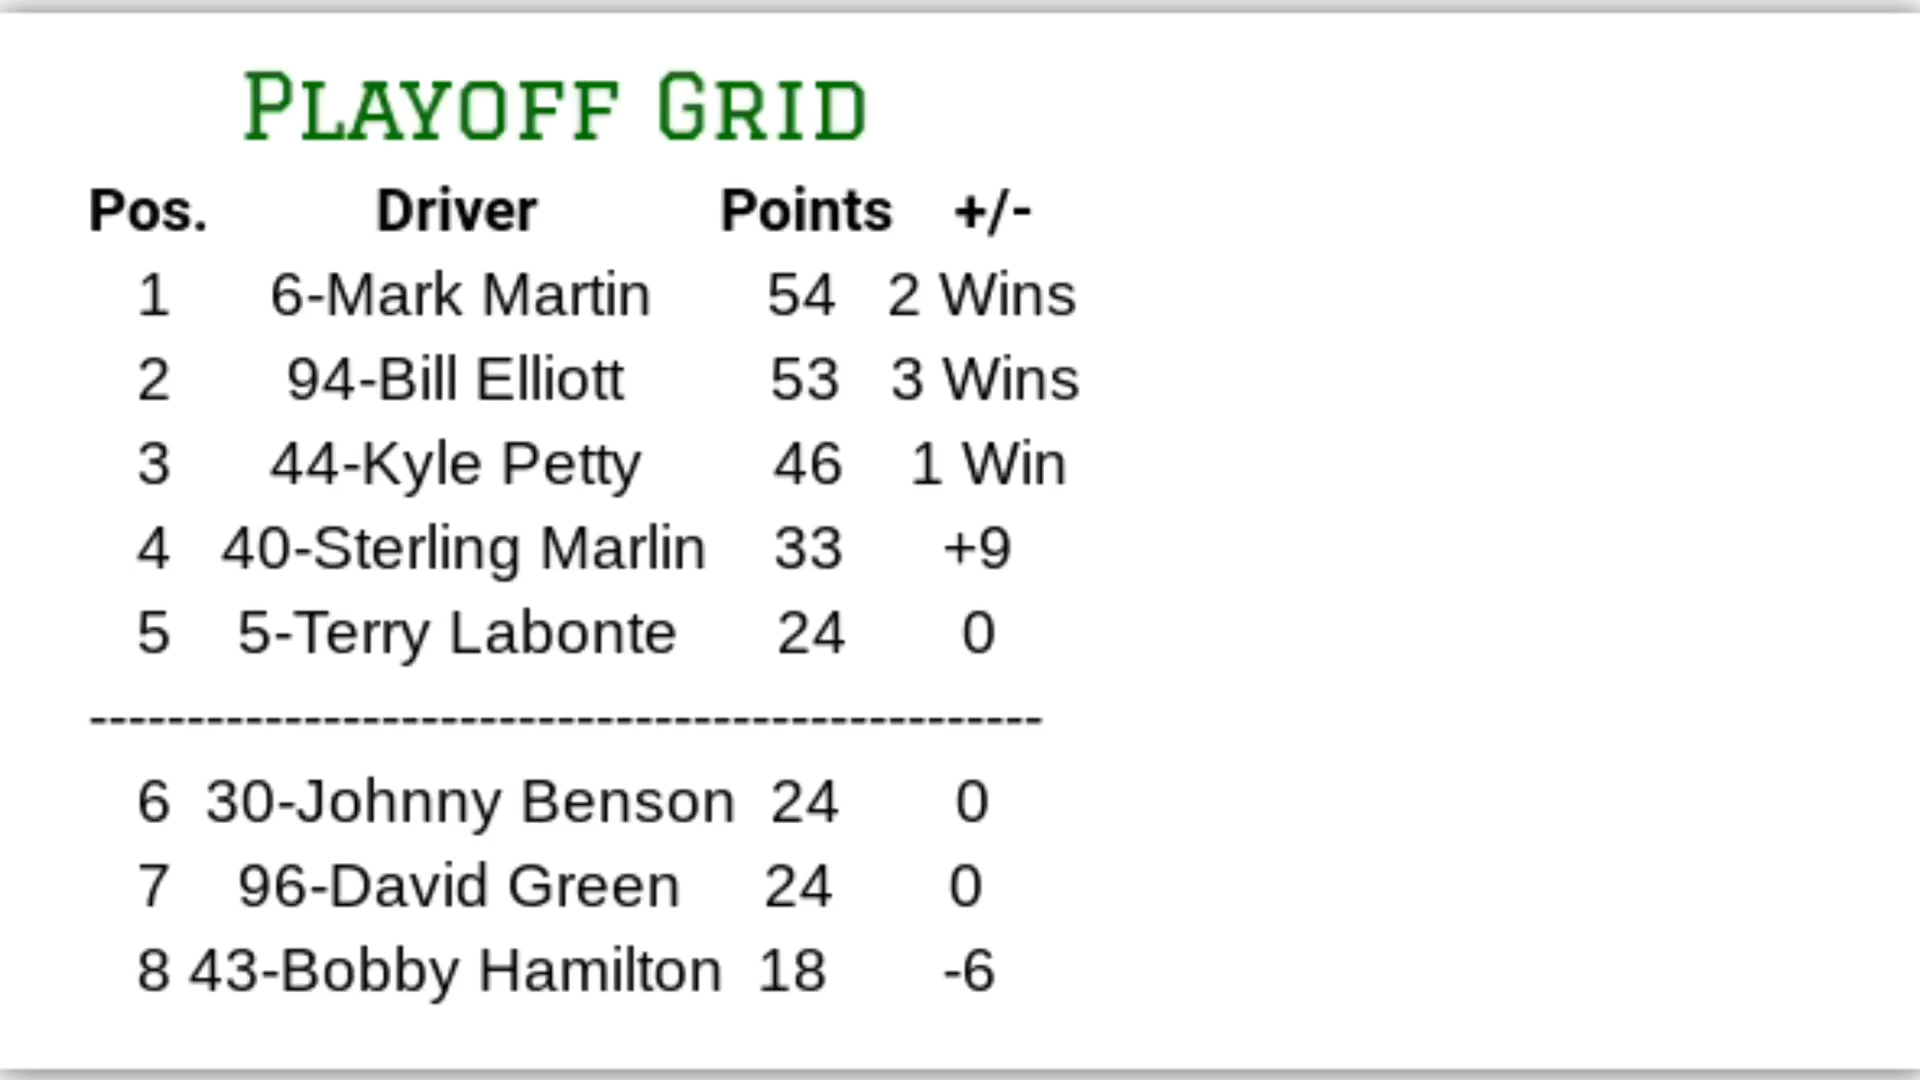 Playoff Grid
Pos. Driver Points +/-
1 6-Mark Martin 54 2 Wins
2 94-Bill Elliott 53 3 Wins
3 44-Kyle Petty 46 1 Win
4 40-Sterling Marlin 33 +9
5 5-Terry Labonte 24 0
-------------------------------------------------
6 30-Johnny Benson 24 0
7 96-David Green 24 0
8 43-Bobby Hamilton 18 -6